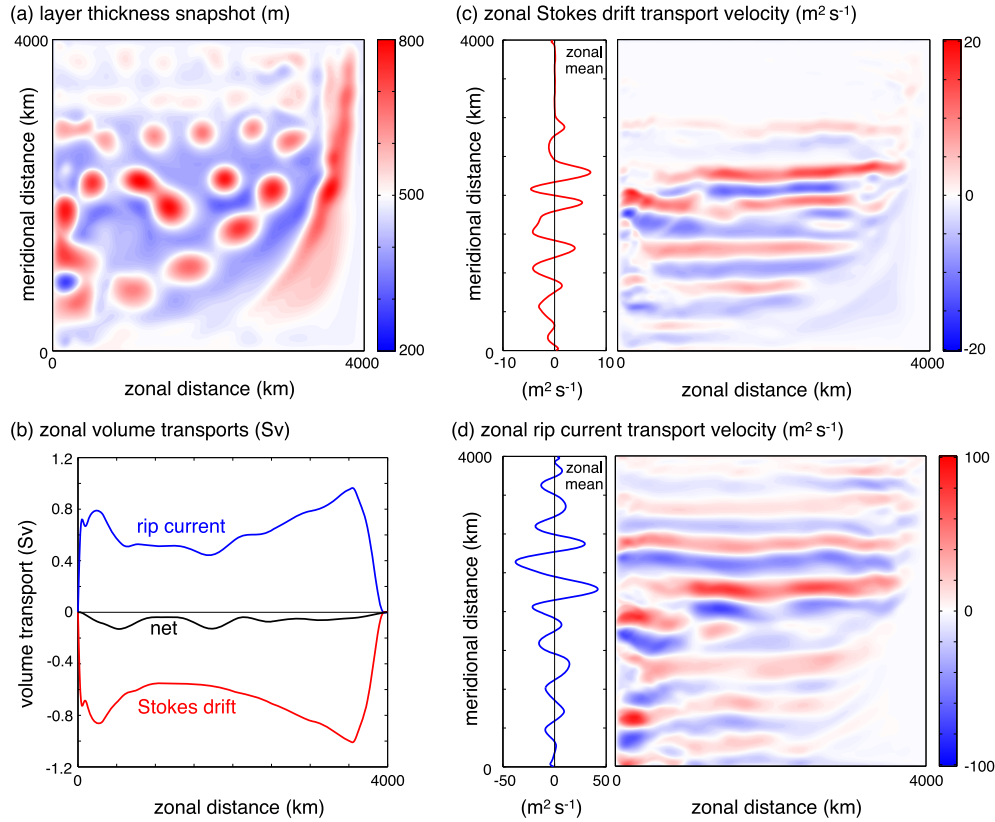 (a) layer thickness snapshot (m)
4000
800
meridional distance (km)
500
0
200
0
4000
zonal distance (km)
(c) zonal Stokes drift transport velocity (m² s⁻¹)
4000
zonal
mean
20
meridional distance (km)
0
0
-20
-10
0
10
0
4000
(m² s⁻¹)
zonal distance (km)
(b) zonal volume transports (Sv)
1.2
0.8
rip current
0.4
volume transport (Sv)
0
net
-0.4
Stokes drift
-0.8
-1.2
0
4000
zonal distance (km)
(d) zonal rip current transport velocity (m² s⁻¹)
4000
zonal
mean
100
50
meridional distance (km)
0
-50
0
-100
-50
0
50
0
4000
(m² s⁻¹)
zonal distance (km)